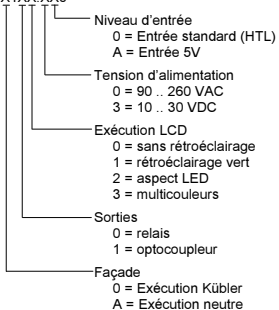 Niveau d'entrée
0 = Entrée standard (HTL)
A = Entrée 5V
Tension d'alimentation
0 = 90 .. 260 VAC
3 = 10 .. 30 VDC
Exécution LCD
0 = sans rétroéclairage
1 = rétroéclairage vert
2 = aspect LED
3 = multicouleurs
Sorties
0 = relais
1 = optocoupleur
Façade
0 = Exécution Kübler
A = Exécution neutre